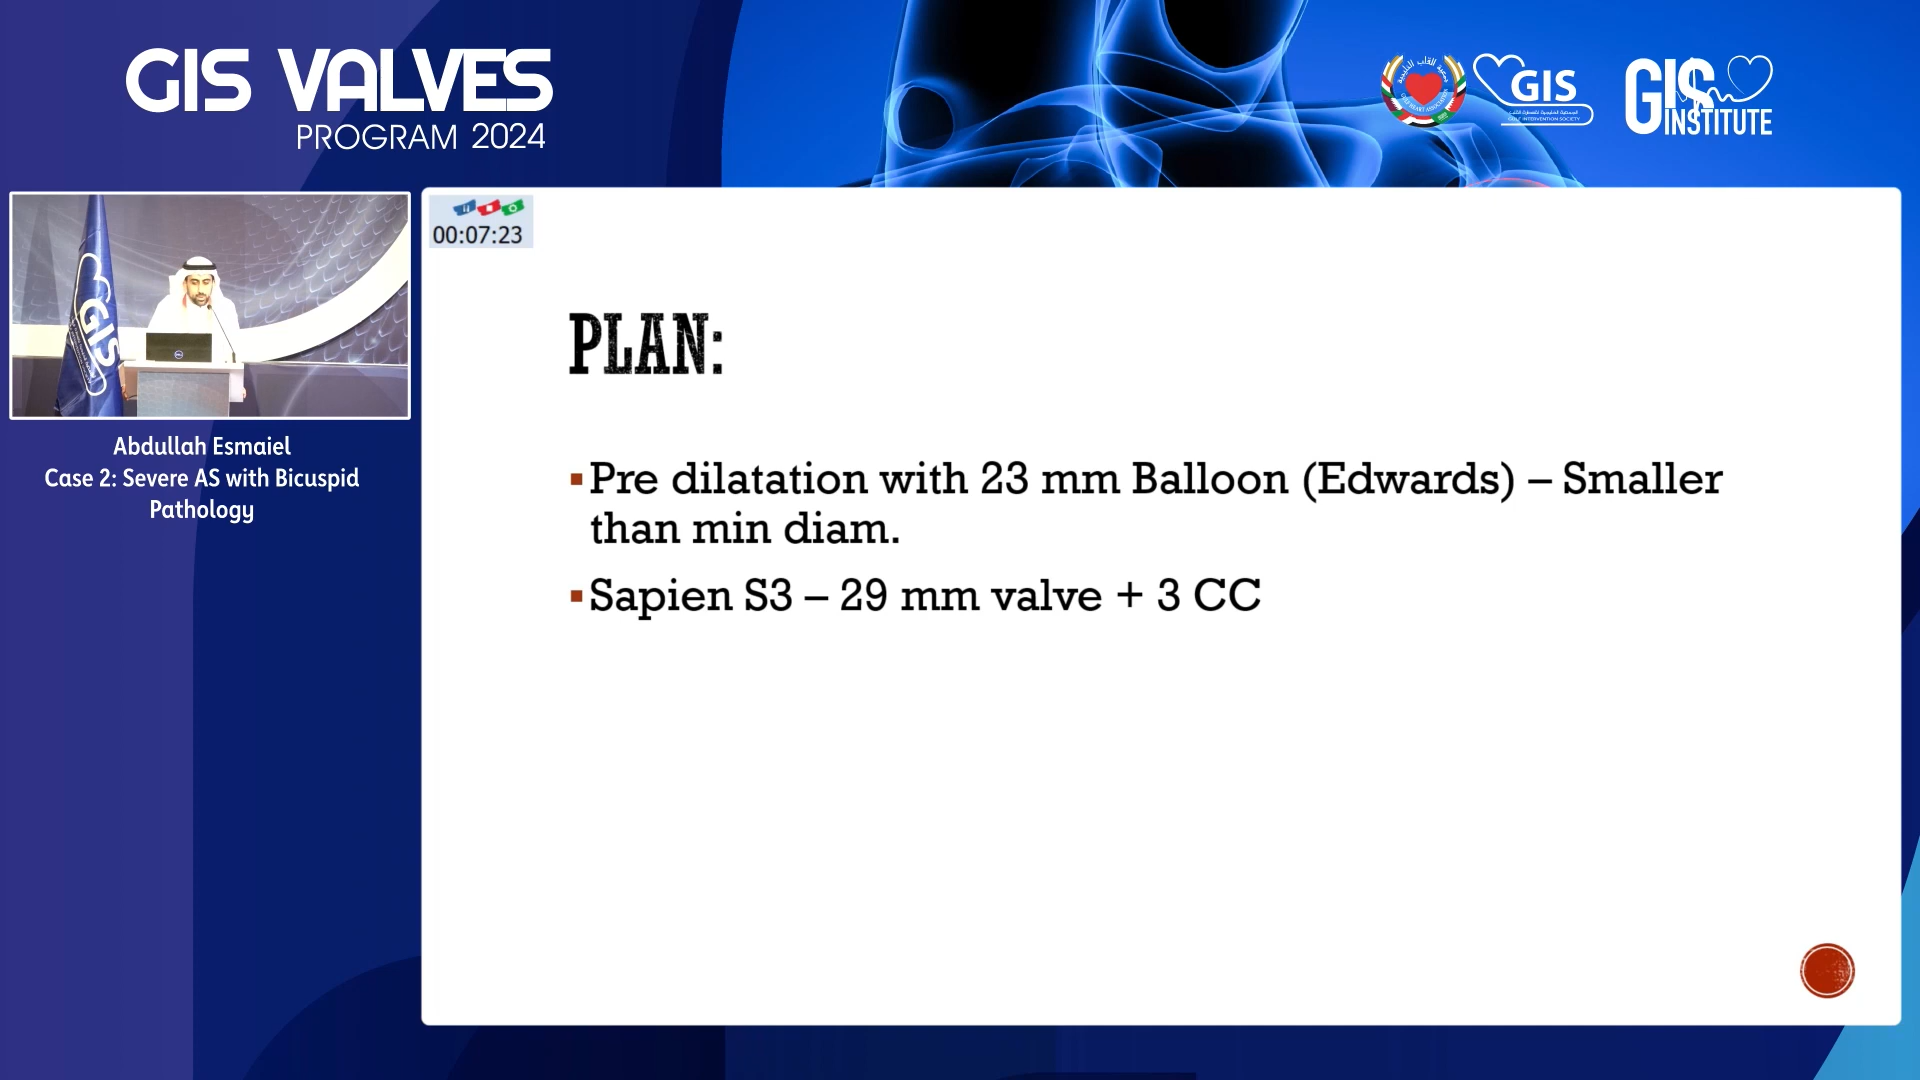 GIS VALVES
PROGRAM 2024
GIS
GIS
INSTITUTE
00:07:23
GIS
Abdullah Esmaiel
Case 2: Severe AS with Bicuspid
Pathology
PLAN:
Pre dilatation with 23 mm Balloon (Edwards) – Smaller
than min diam.
Sapien S3 – 29 mm valve + 3 CC